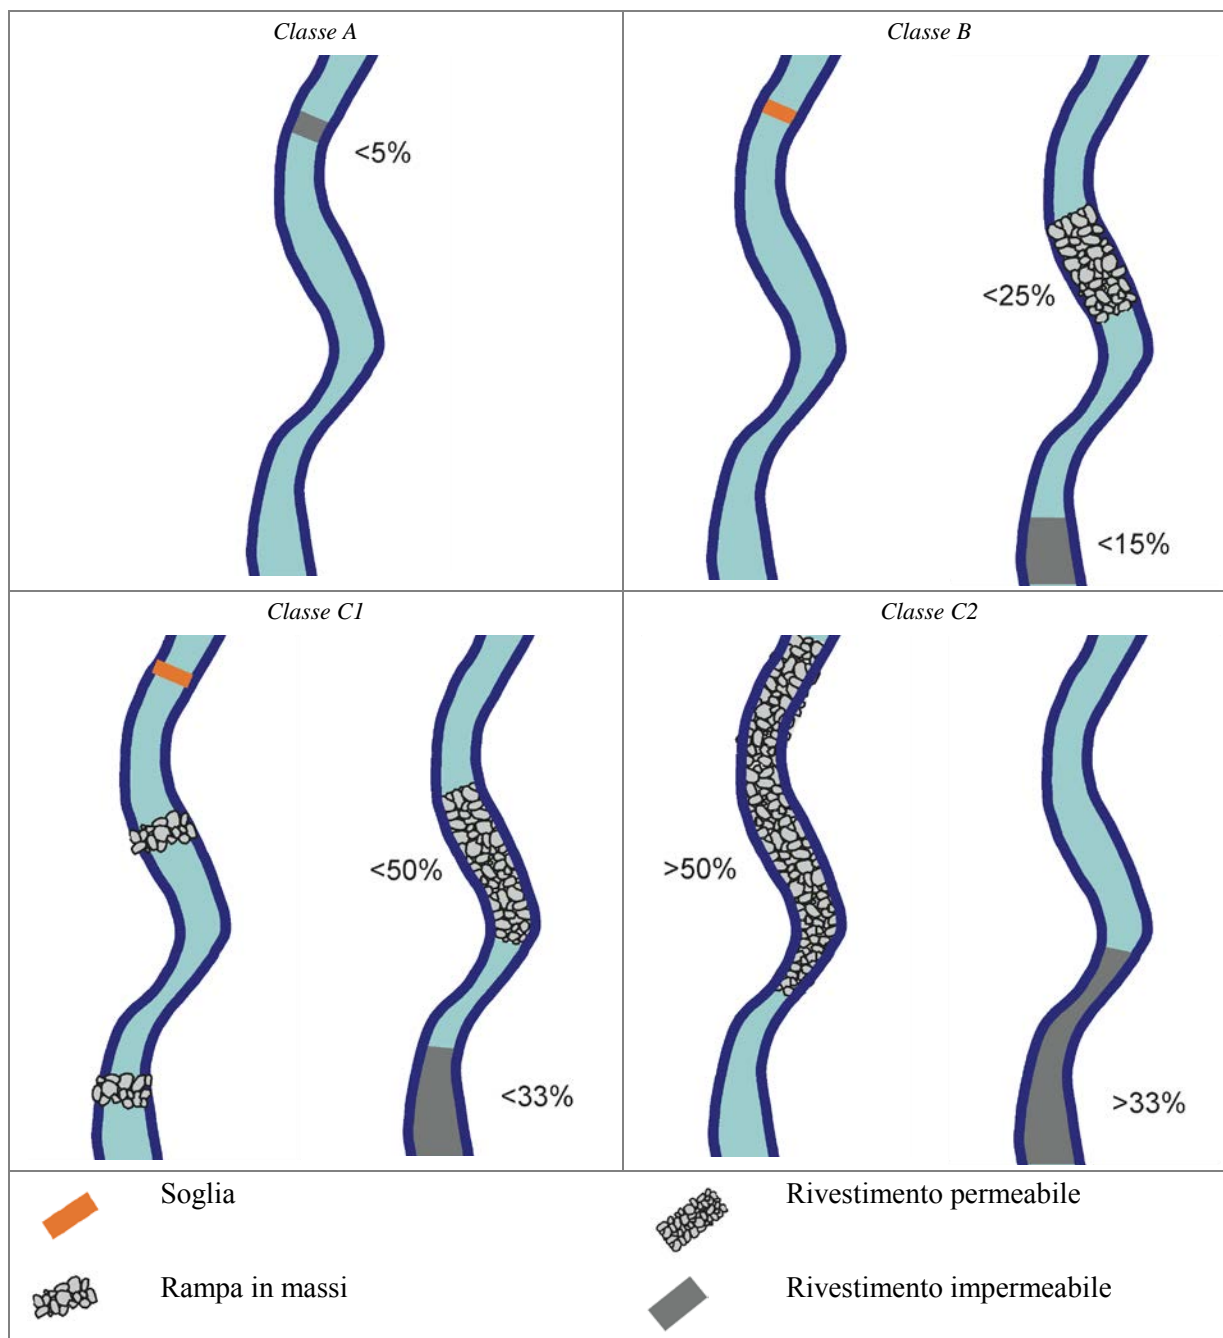 Classe A
<5%
Classe B
<25%
<15%
Classe C1
<50%
<33%
Classe C2
>50%
>33%
Soglia
Rivestimento permeabile
Rampa in massi
Rivestimento impermeabile